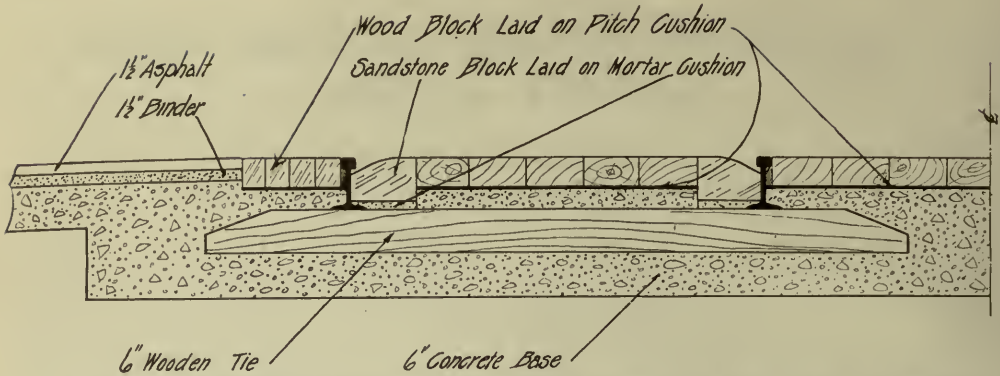 Wood Block Laid on Pitch Cushion
Sandstone Block Laid on Mortar Cushion
1½" Asphalt
1½" Binder
℄
6" Wooden Tie
6" Concrete Base